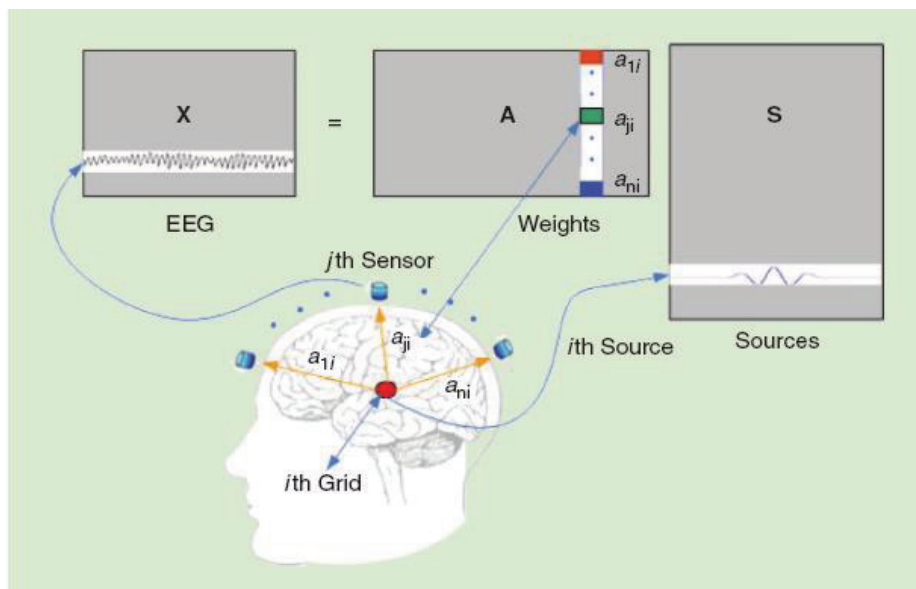 X
=
A
a1i
aji
ani
S
EEG
Weights
jth Sensor
ith Source
Sources
a1i
aji
ani
ith Grid